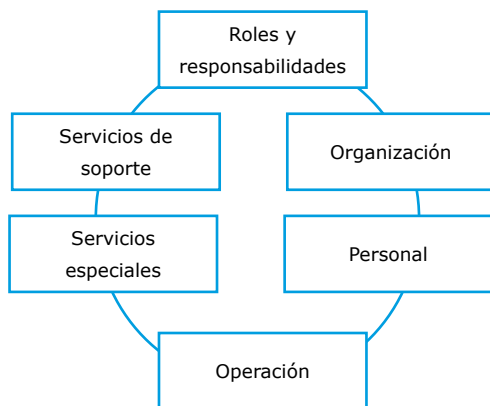 Roles y
responsabilidades
Servicios de
soporte
Organización
Servicios
especiales
Personal
Operación